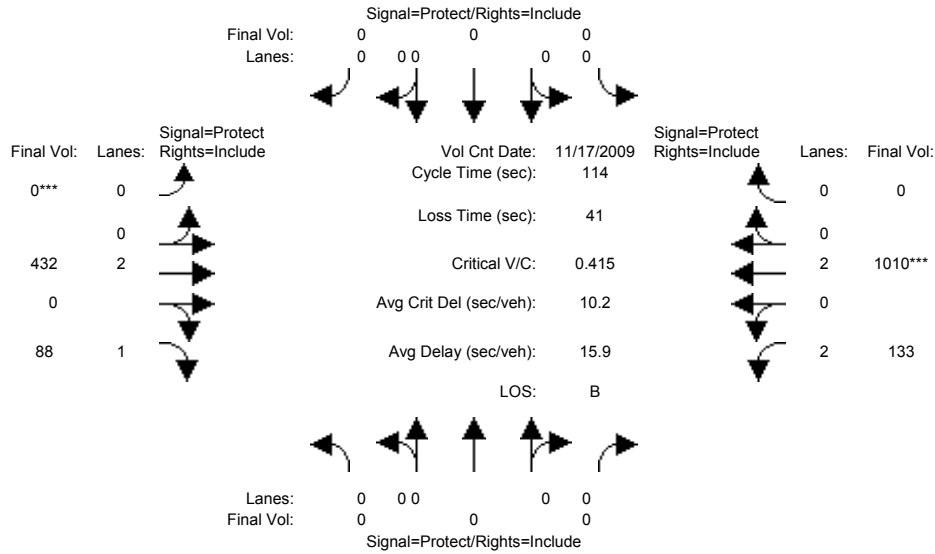 Signal=Protect/Rights=Include
Final Vol: 0 0 0
Lanes: 0 0 0 0 0
Signal=Protect Signal=Protect
Final Vol: Lanes: Rights=Include Vol Cnt Date: 11/17/2009 Rights=Include Lanes: Final Vol:
Cycle Time (sec): 114
0*** 0 0 0
Loss Time (sec): 41
0 0
432 2 Critical V/C: 0.415 2 1010***
0 Avg Crit Del (sec/veh): 10.2 0
88 1 Avg Delay (sec/veh): 15.9 2 133
LOS: B
Lanes: 0 0 0 0 0
Final Vol: 0 0 0
Signal=Protect/Rights=Include